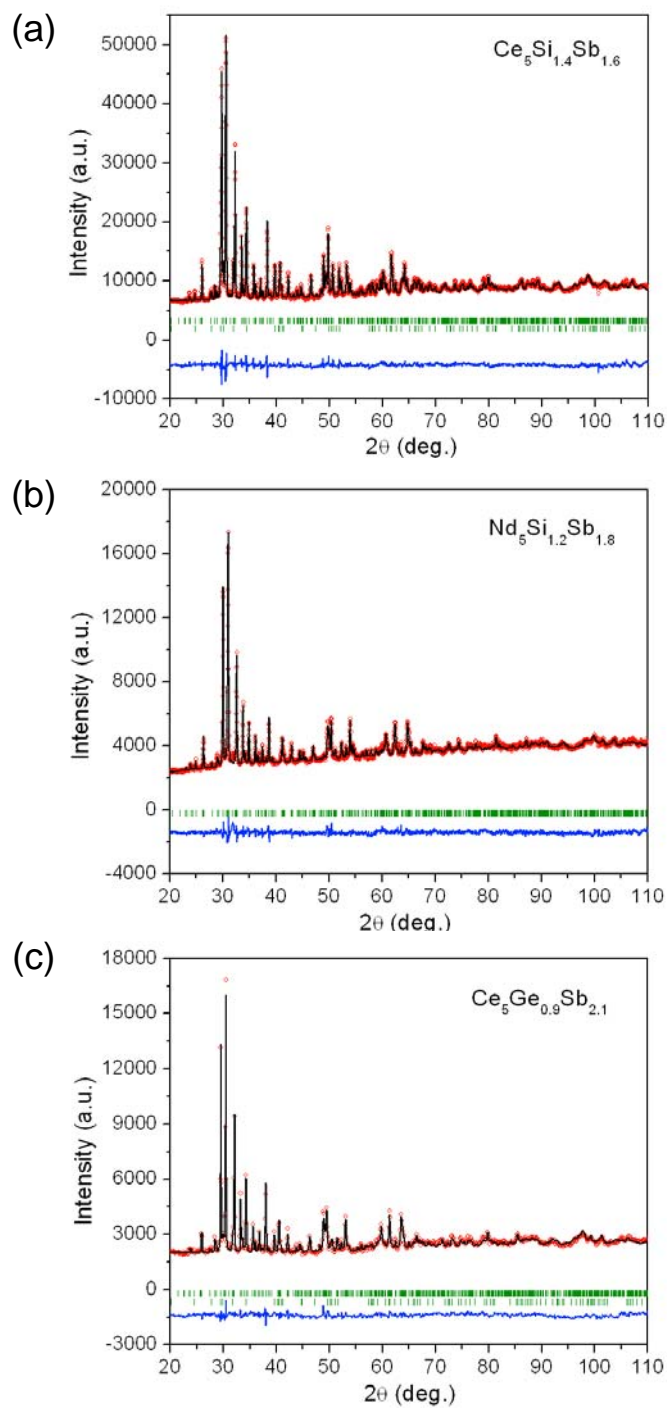 (a)
Ce5Si1.4Sb1.6
50000
40000
30000
20000
10000
0
-10000
Intensity (a.u.)
20 30 40 50 60 70 80 90 100 110
2θ (deg.)
(b)
Nd5Si1.2Sb1.8
20000
16000
12000
8000
4000
0
-4000
Intensity (a.u.)
20 30 40 50 60 70 80 90 100 110
2θ (deg.)
(c)
Ce5Ge0.9Sb2.1
18000
15000
12000
9000
6000
3000
0
-3000
Intensity (a.u.)
20 30 40 50 60 70 80 90 100 110
2θ (deg.)